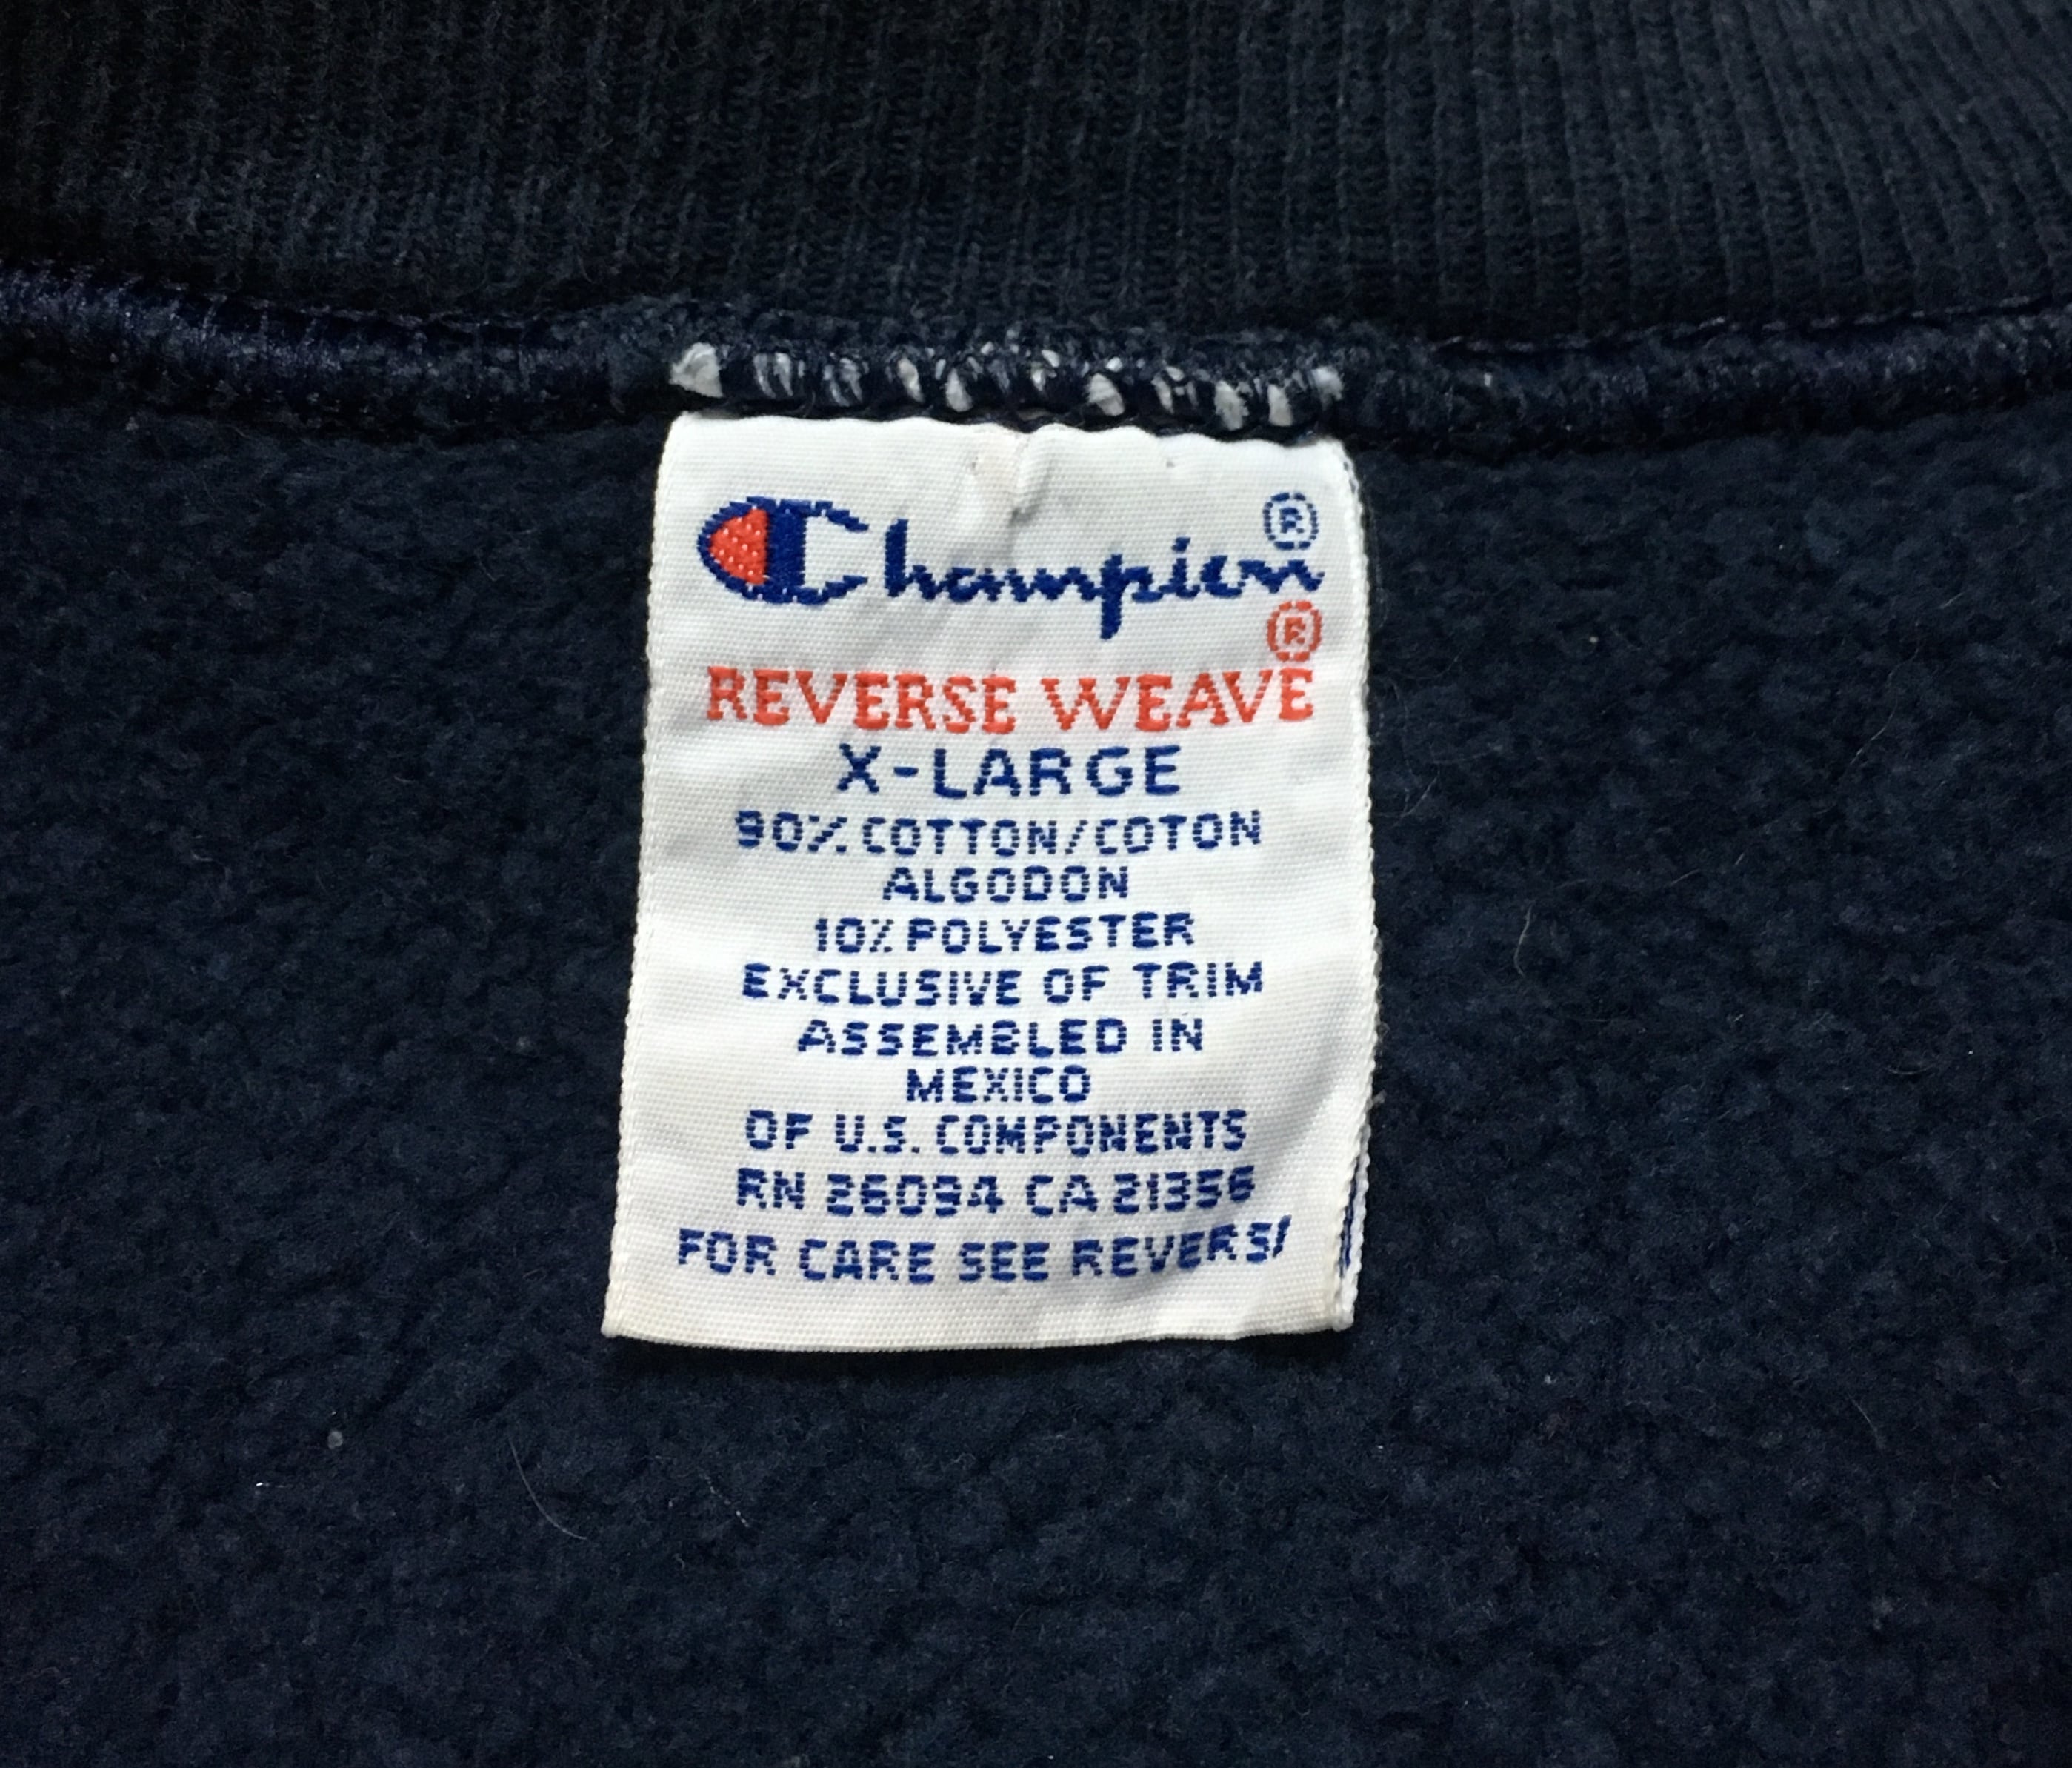 Champion®
REVERSE WEAVE®
X-LARGE
90% COTTON/COTON
ALGODON
10% POLYESTER
EXCLUSIVE OF TRIM
ASSEMBLED IN
MEXICO
OF U.S. COMPONENTS
RN 26094 CA 21356
FOR CARE SEE REVERSE